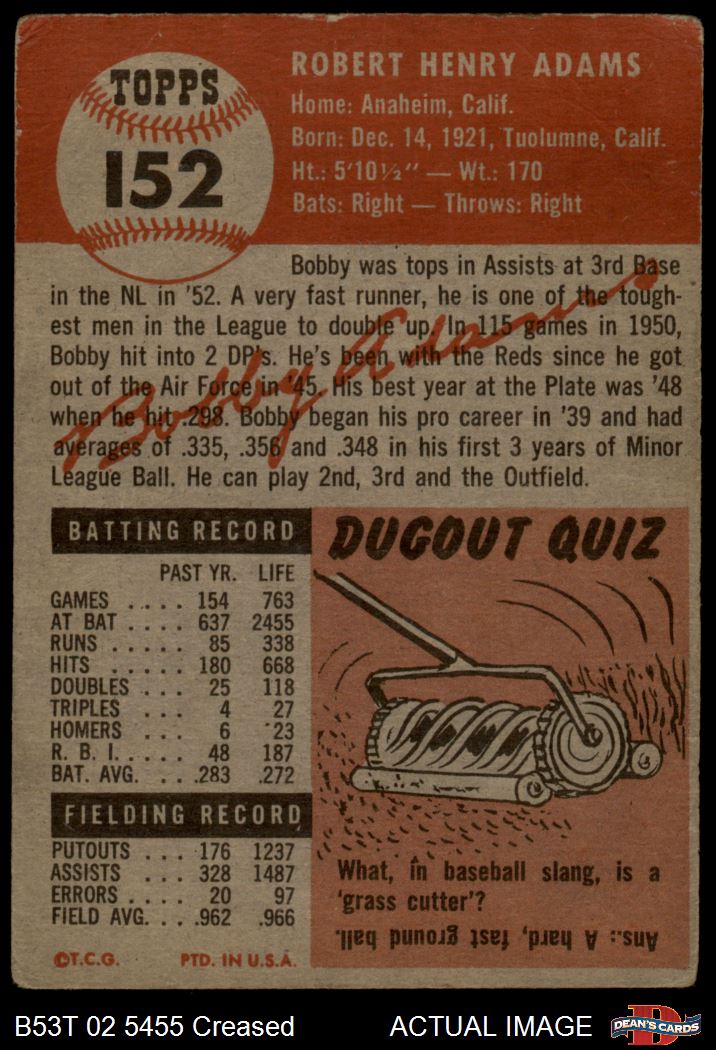 TOPPS
152
ROBERT HENRY ADAMS
Home: Anaheim, Calif.
Born: Dec. 14, 1921, Tuolumne, Calif.
Ht.: 5'10½" — Wt.: 170
Bats: Right — Throws: Right
Bobby was tops in Assists at 3rd Base
in the NL in '52. A very fast runner, he is one of the tough-
est men in the League to double up. In 115 games in 1950,
Bobby hit into 2 DP's. He's been with the Reds since he got
out of the Air Force in '45. His best year at the Plate was '48
when he hit .298. Bobby began his pro career in '39 and had
averages of .335, .356 and .348 in his first 3 years of Minor
League Ball. He can play 2nd, 3rd and the Outfield.
Bobby Adams
BATTING RECORD
PAST YR. LIFE
GAMES .... 154 763
AT BAT .... 637 2455
RUNS ..... 85 338
HITS ..... 180 668
DOUBLES ... 25 118
TRIPLES ... 4 27
HOMERS ... 6 23
R. B. I. .... 48 187
BAT. AVG. ... .283 .272
FIELDING RECORD
PUTOUTS ... 176 1237
ASSISTS ... 328 1487
ERRORS .... 20 97
FIELD AVG. .. .962 .966
©T.C.G. PTD. IN U.S.A.
DUGOUT QUIZ
What, in baseball slang, is a
'grass cutter'?
Ans.: A hard, fast ground ball.
B53T 02 5455 Creased ACTUAL IMAGE
D
DEAN'S CARDS